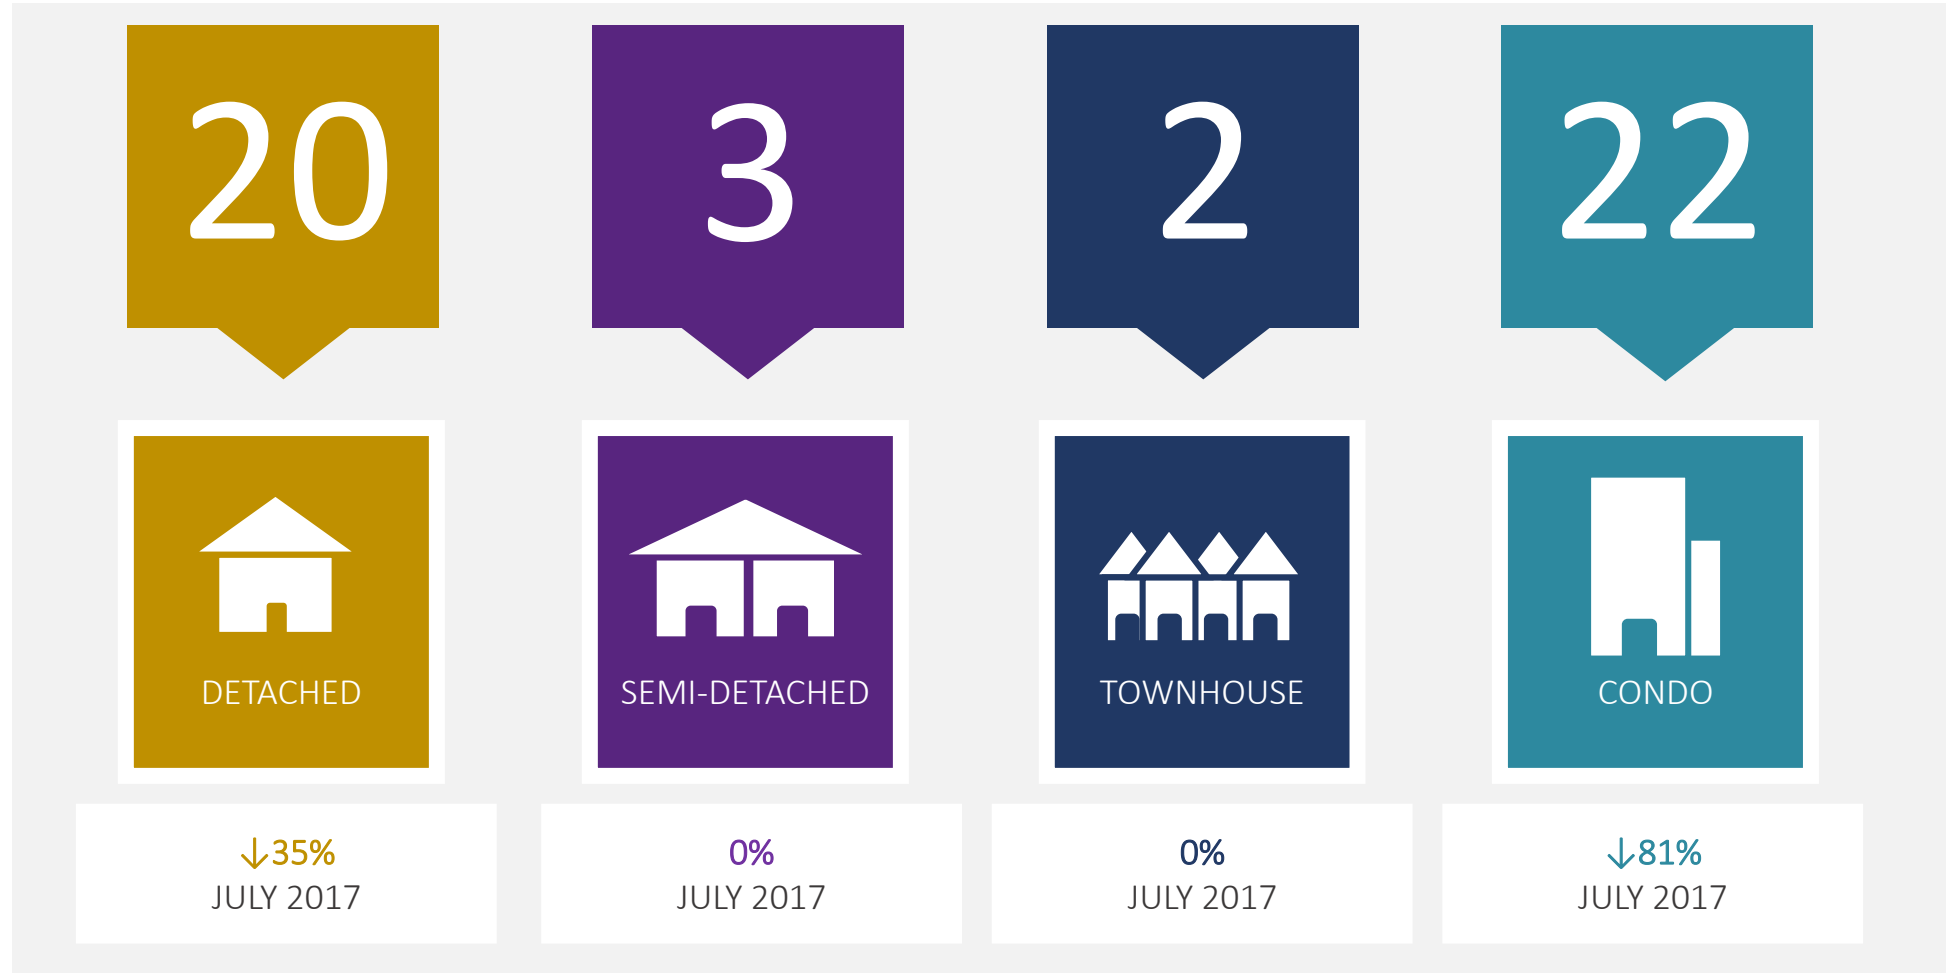 20
3
2
22
DETACHED
SEMI-DETACHED
TOWNHOUSE
CONDO
↓35%
JULY 2017
0%
JULY 2017
0%
JULY 2017
↓81%
JULY 2017